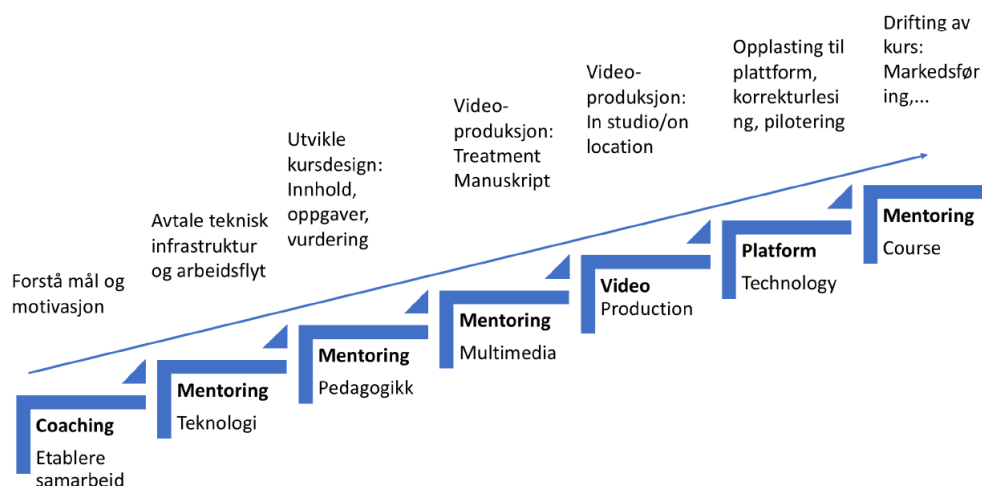 Forstå mål og
motivasjon
Coaching
Etablere
samarbeid
Avtale teknisk
infrastruktur
og arbeidsflyt
Mentoring
Teknologi
Utvikle
kursdesign:
Innhold,
oppgaver,
vurdering
Mentoring
Pedagogikk
Video-
produksjon:
Treatment
Manuskript
Mentoring
Multimedia
Video-
produksjon:
In studio/on
location
Video
Production
Opplasting til
plattform,
korrekturlesi
ng, pilotering
Platform
Technology
Drifting av
kurs:
Markedsfør
ing,...
Mentoring
Course